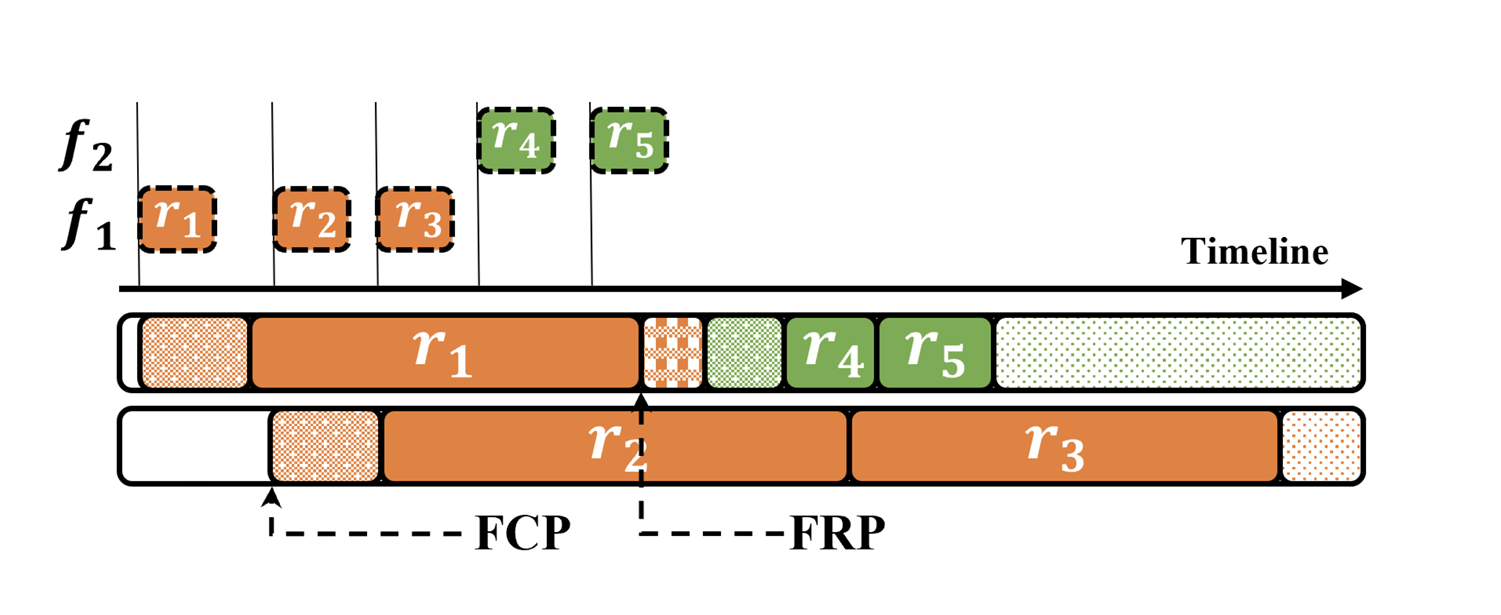 f2 r4 r5
f1 r1 r2 r3
Timeline
r1 r4 r5
r2 r3
FCP FRP